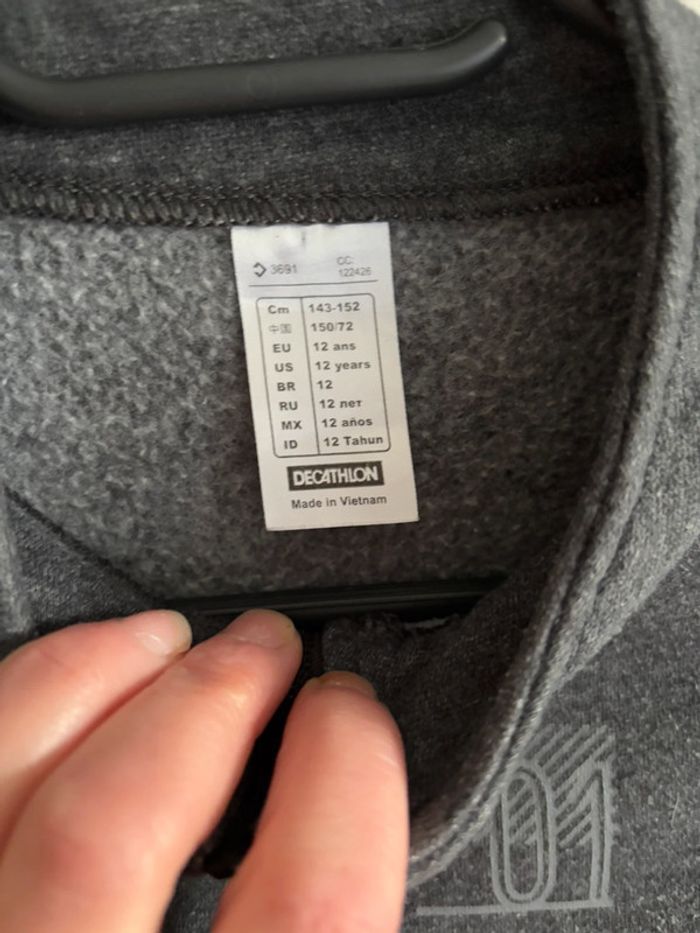 3691 CC:
122426
Cm 143-152
中国 150/72
EU 12 ans
US 12 years
BR 12
RU 12 лет
MX 12 años
ID 12 Tahun
DECATHLON
Made in Vietnam
01